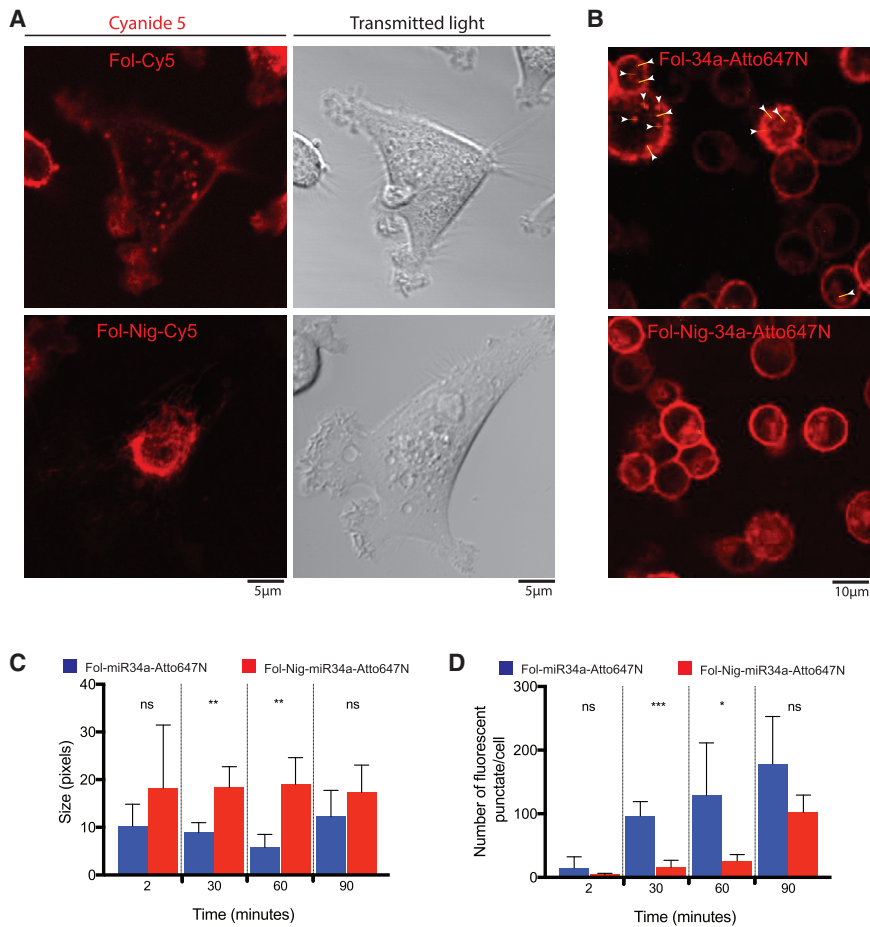 A
Cyanide 5
Transmitted light
Fol-Cy5
Fol-Nig-Cy5
5μm
5μm
B
Fol-34a-Atto647N
Fol-Nig-34a-Atto647N
10μm
C
Fol-miR34a-Atto647N
Fol-Nig-miR34a-Atto647N
Size (pixels)
40
30
20
10
0
ns
**
**
ns
2
30
60
90
Time (minutes)
D
Fol-miR34a-Atto647N
Fol-Nig-miR34a-Atto647N
Number of fluorescent
punctate/cell
300
200
100
0
ns
***
*
ns
2
30
60
90
Time (minutes)